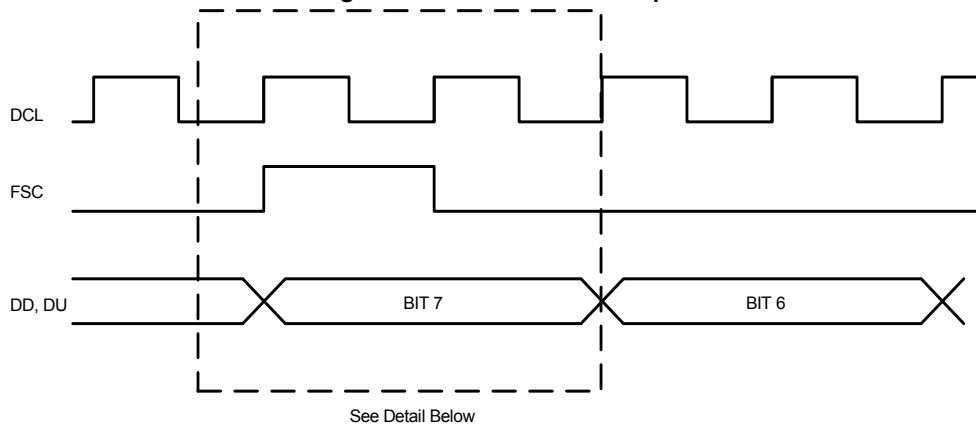 DCL
FSC
DD, DU
BIT 7
BIT 6
See Detail Below